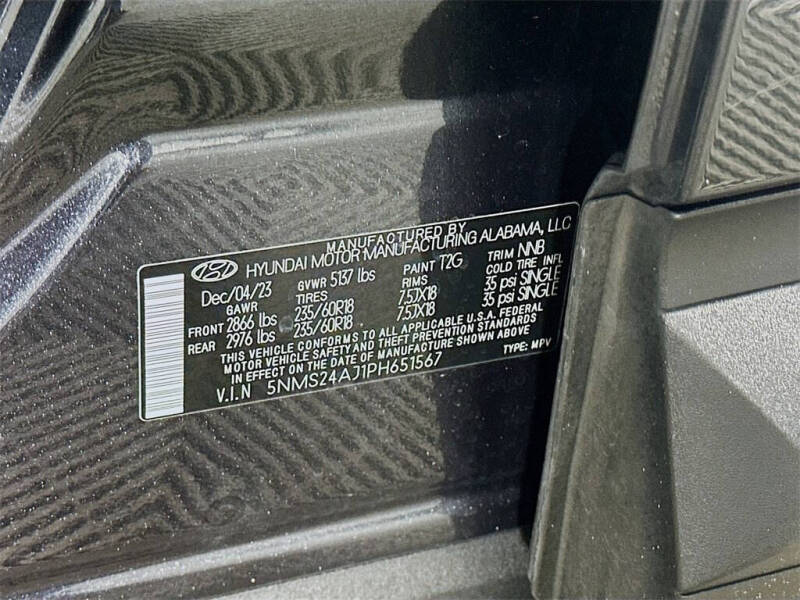 MANUFACTURED BY
HYUNDAI MOTOR MANUFACTURING ALABAMA, LLC
Dec/04/23 GVWR 5137 lbs PAINT T2G TRIM NNB
GAWR TIRES RIMS COLD TIRE INFL
FRONT 2866 lbs 235/60R18 7.5JX18 35 psi SINGLE
REAR 2976 lbs 235/60R18 7.5JX18 35 psi SINGLE
THIS VEHICLE CONFORMS TO ALL APPLICABLE U.S.A. FEDERAL
MOTOR VEHICLE SAFETY AND THEFT PREVENTION STANDARDS
IN EFFECT ON THE DATE OF MANUFACTURE SHOWN ABOVE
V.I.N 5NMS24AJ1PH651567 TYPE: MPV